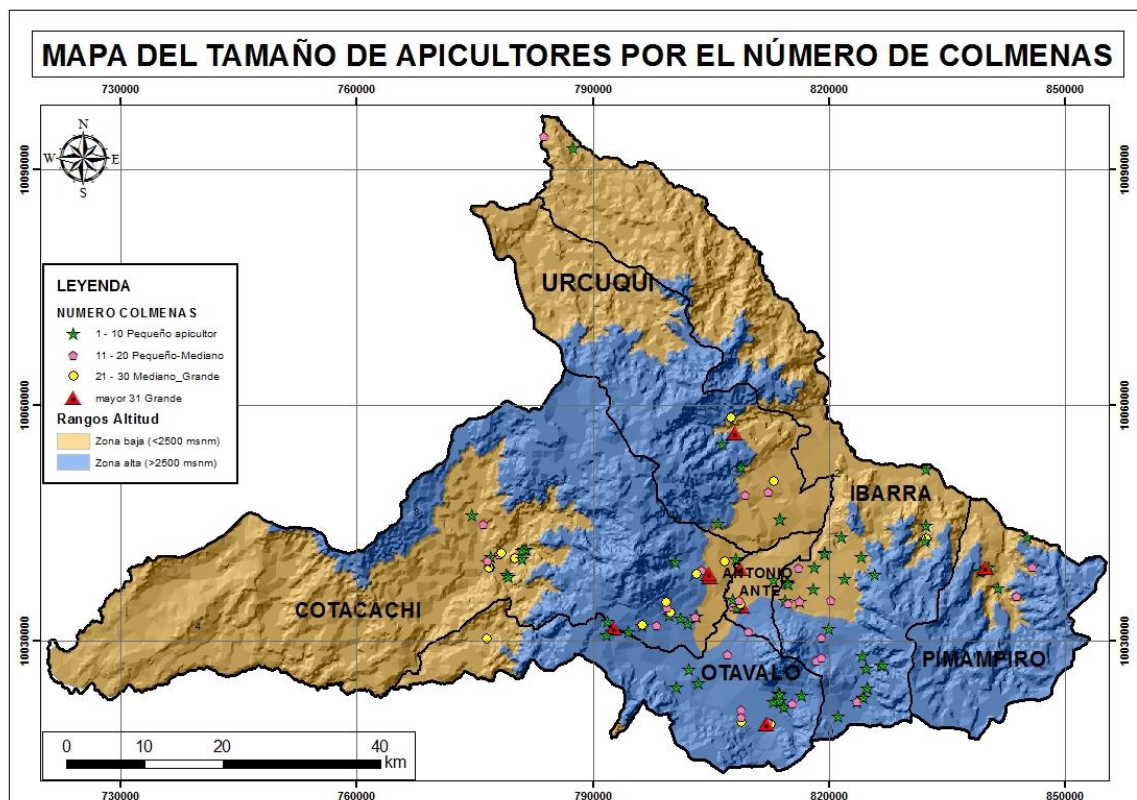 MAPA DEL TAMAÑO DE APICULTORES POR EL NÚMERO DE COLMENAS
730000 760000 790000 820000 850000
N
W E
S
10090000 10090000
URCUQUI
LEYENDA
NUMERO COLMENAS
1 - 10 Pequeño apicultor
11 - 20 Pequeño-Mediano
21 - 30 Mediano_Grande
mayor 31 Grande
Rangos Altitud
Zona baja (<2500 msnm)
Zona alta (>2500 msnm)
10060000 10060000
IBARRA
ANTONIO
ANTE
COTACACHI
10030000 10030000
OTAVALO
PIMAMPIRO
0 10 20 40
km
730000 760000 790000 820000 850000